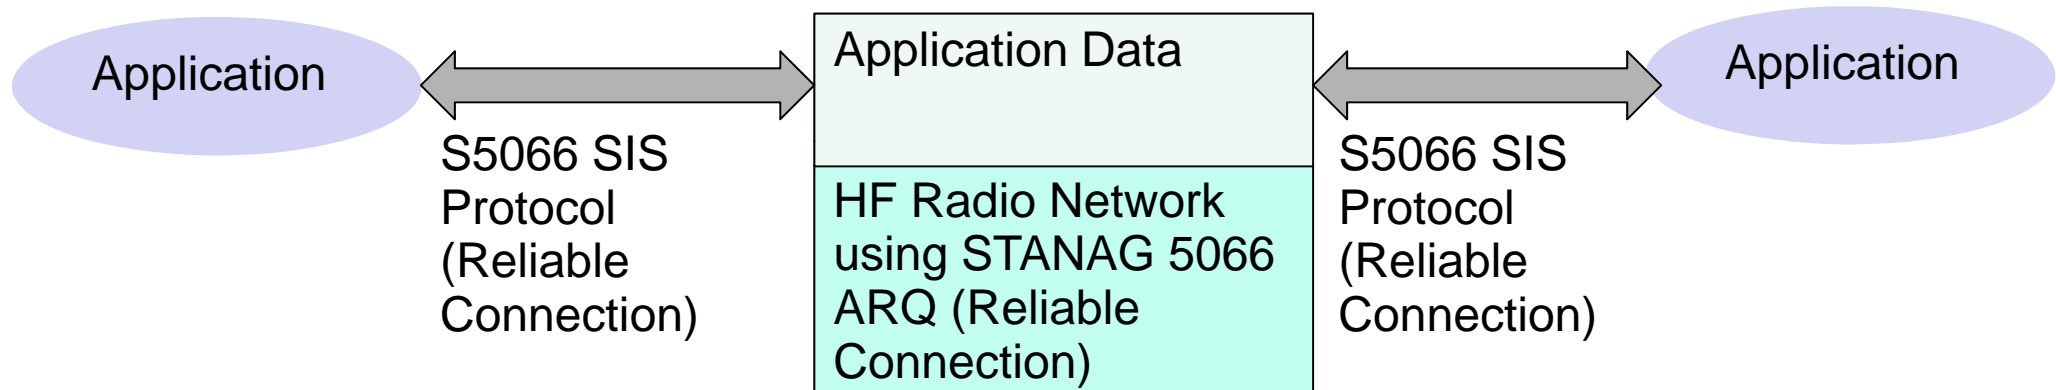 Application
S5066 SIS
Protocol
(Reliable
Connection)
Application Data
HF Radio Network
using STANAG 5066
ARQ (Reliable
Connection)
Application
S5066 SIS
Protocol
(Reliable
Connection)